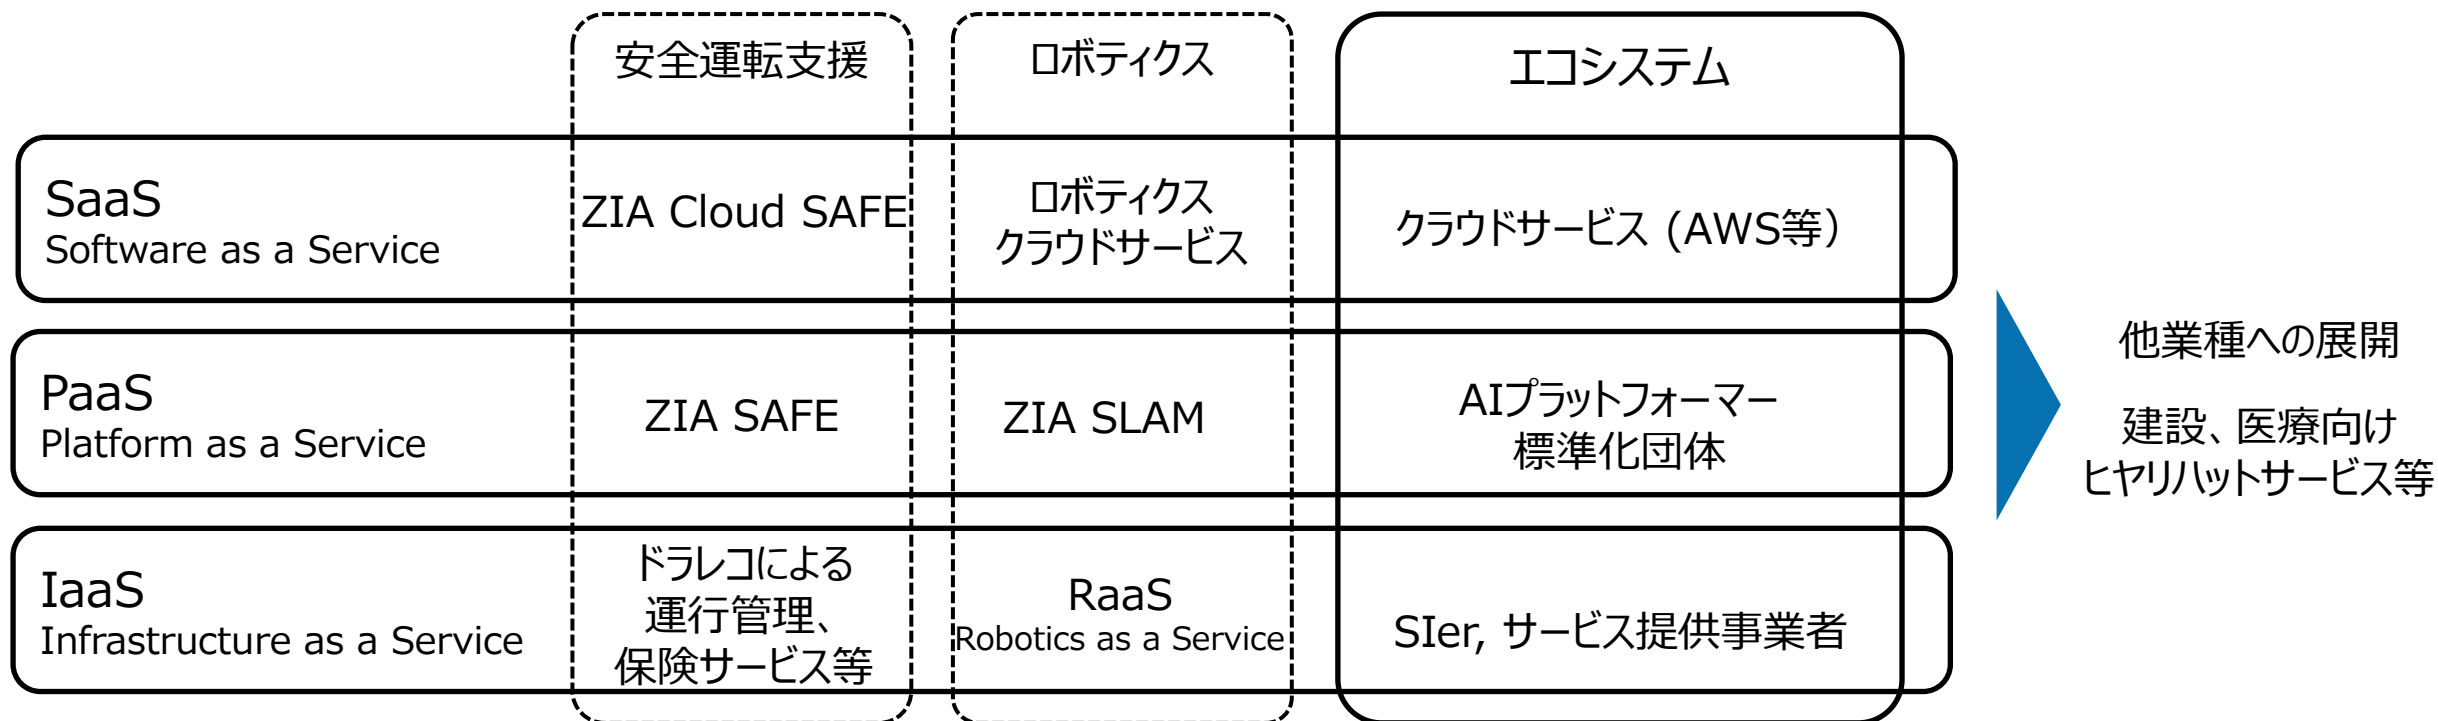 安全運転支援
ロボティクス
エコシステム
SaaS
Software as a Service
ZIA Cloud SAFE
ロボティクス
クラウドサービス
クラウドサービス (AWS等）
PaaS
Platform as a Service
ZIA SAFE
ZIA SLAM
AIプラットフォーマー
標準化団体
IaaS
Infrastructure as a Service
ドラレコによる
運行管理、
保険サービス等
RaaS
Robotics as a Service
SIer, サービス提供事業者
他業種への展開
建設、医療向け
ヒヤリハットサービス等